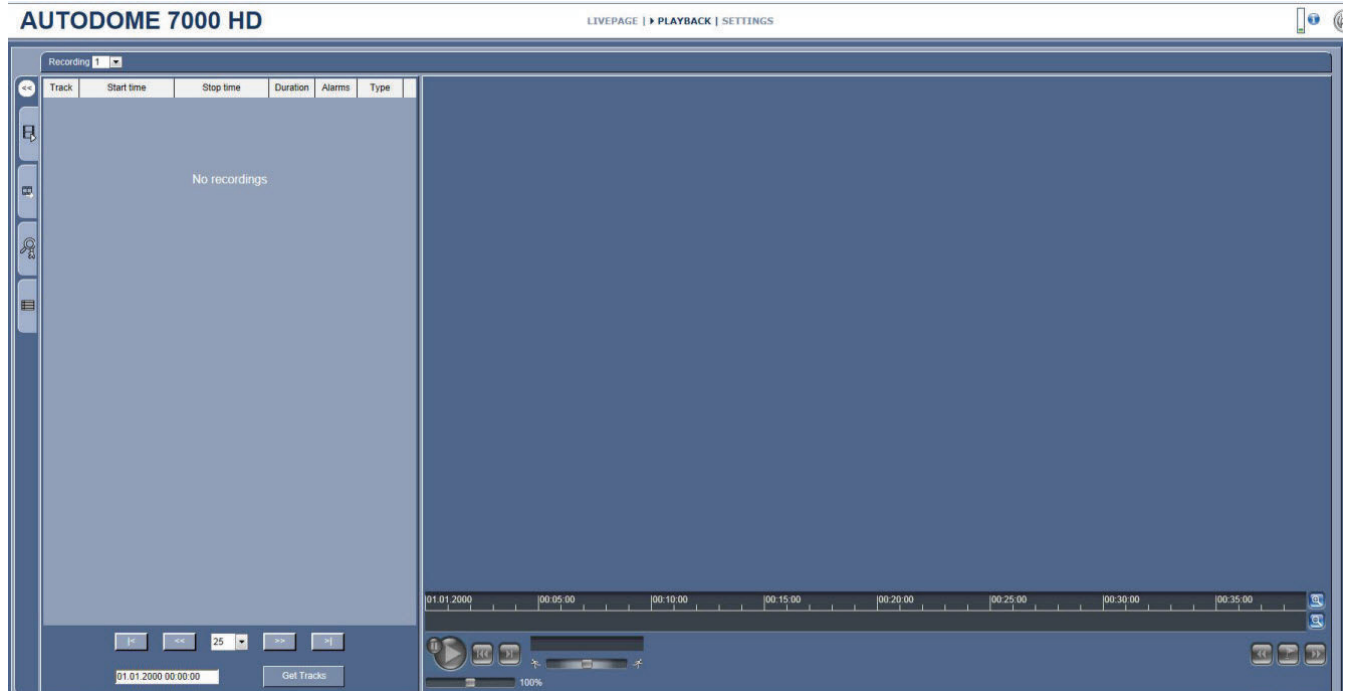 AUTODOME 7000 HD
LIVEPAGE | PLAYBACK | SETTINGS
Recording 1
<<
Track Start time Stop time Duration Alarms Type
No recordings
01.01.2000 00:05:00 00:10:00 00:15:00 00:20:00 00:25:00 00:30:00 00:35:00
|< << 25 >> >|
01.01.2000 00:00:00 Get Tracks
100%